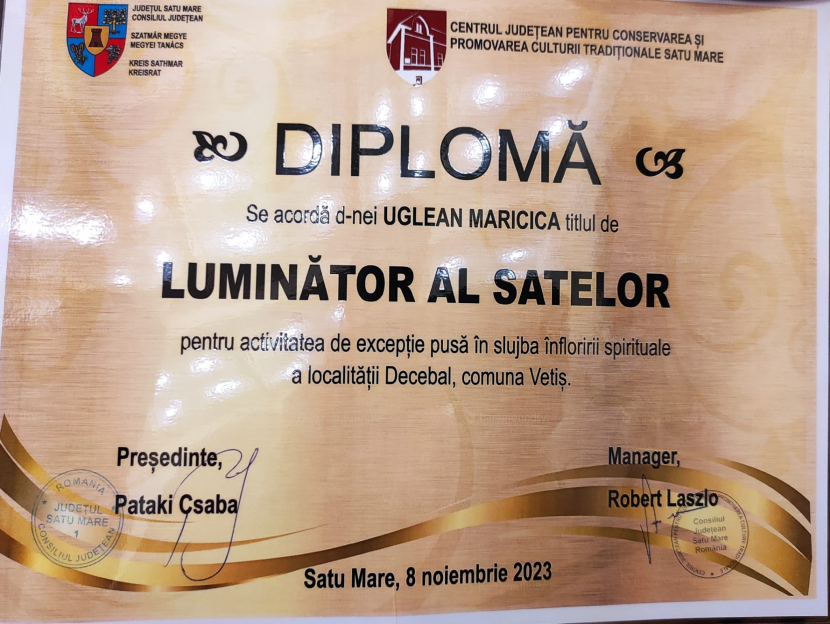 JUDEȚUL SATU MARE
CONSILIUL JUDEȚEAN
SZATMÁR MEGYE
MEGYEI TANÁCS
KREIS SATHMAR
KREISRAT
CENTRUL JUDEȚEAN PENTRU CONSERVAREA ȘI
PROMOVAREA CULTURII TRADIȚIONALE SATU MARE
DIPLOMĂ
Se acordă d-nei UGLEAN MARICICA titlul de
LUMINĂTOR AL SATELOR
pentru activitatea de excepție pusă în slujba înfloririi spirituale
a localității Decebal, comuna Vetiș.
Președinte,
Pataki Csaba
Manager,
Robert Laszlo
ROMANIA
JUDEȚUL
SATU MARE
1
CONSILIUL JUDEȚEAN
Consiliul
Județean
Satu Mare
România
Satu Mare, 8 noiembrie 2023